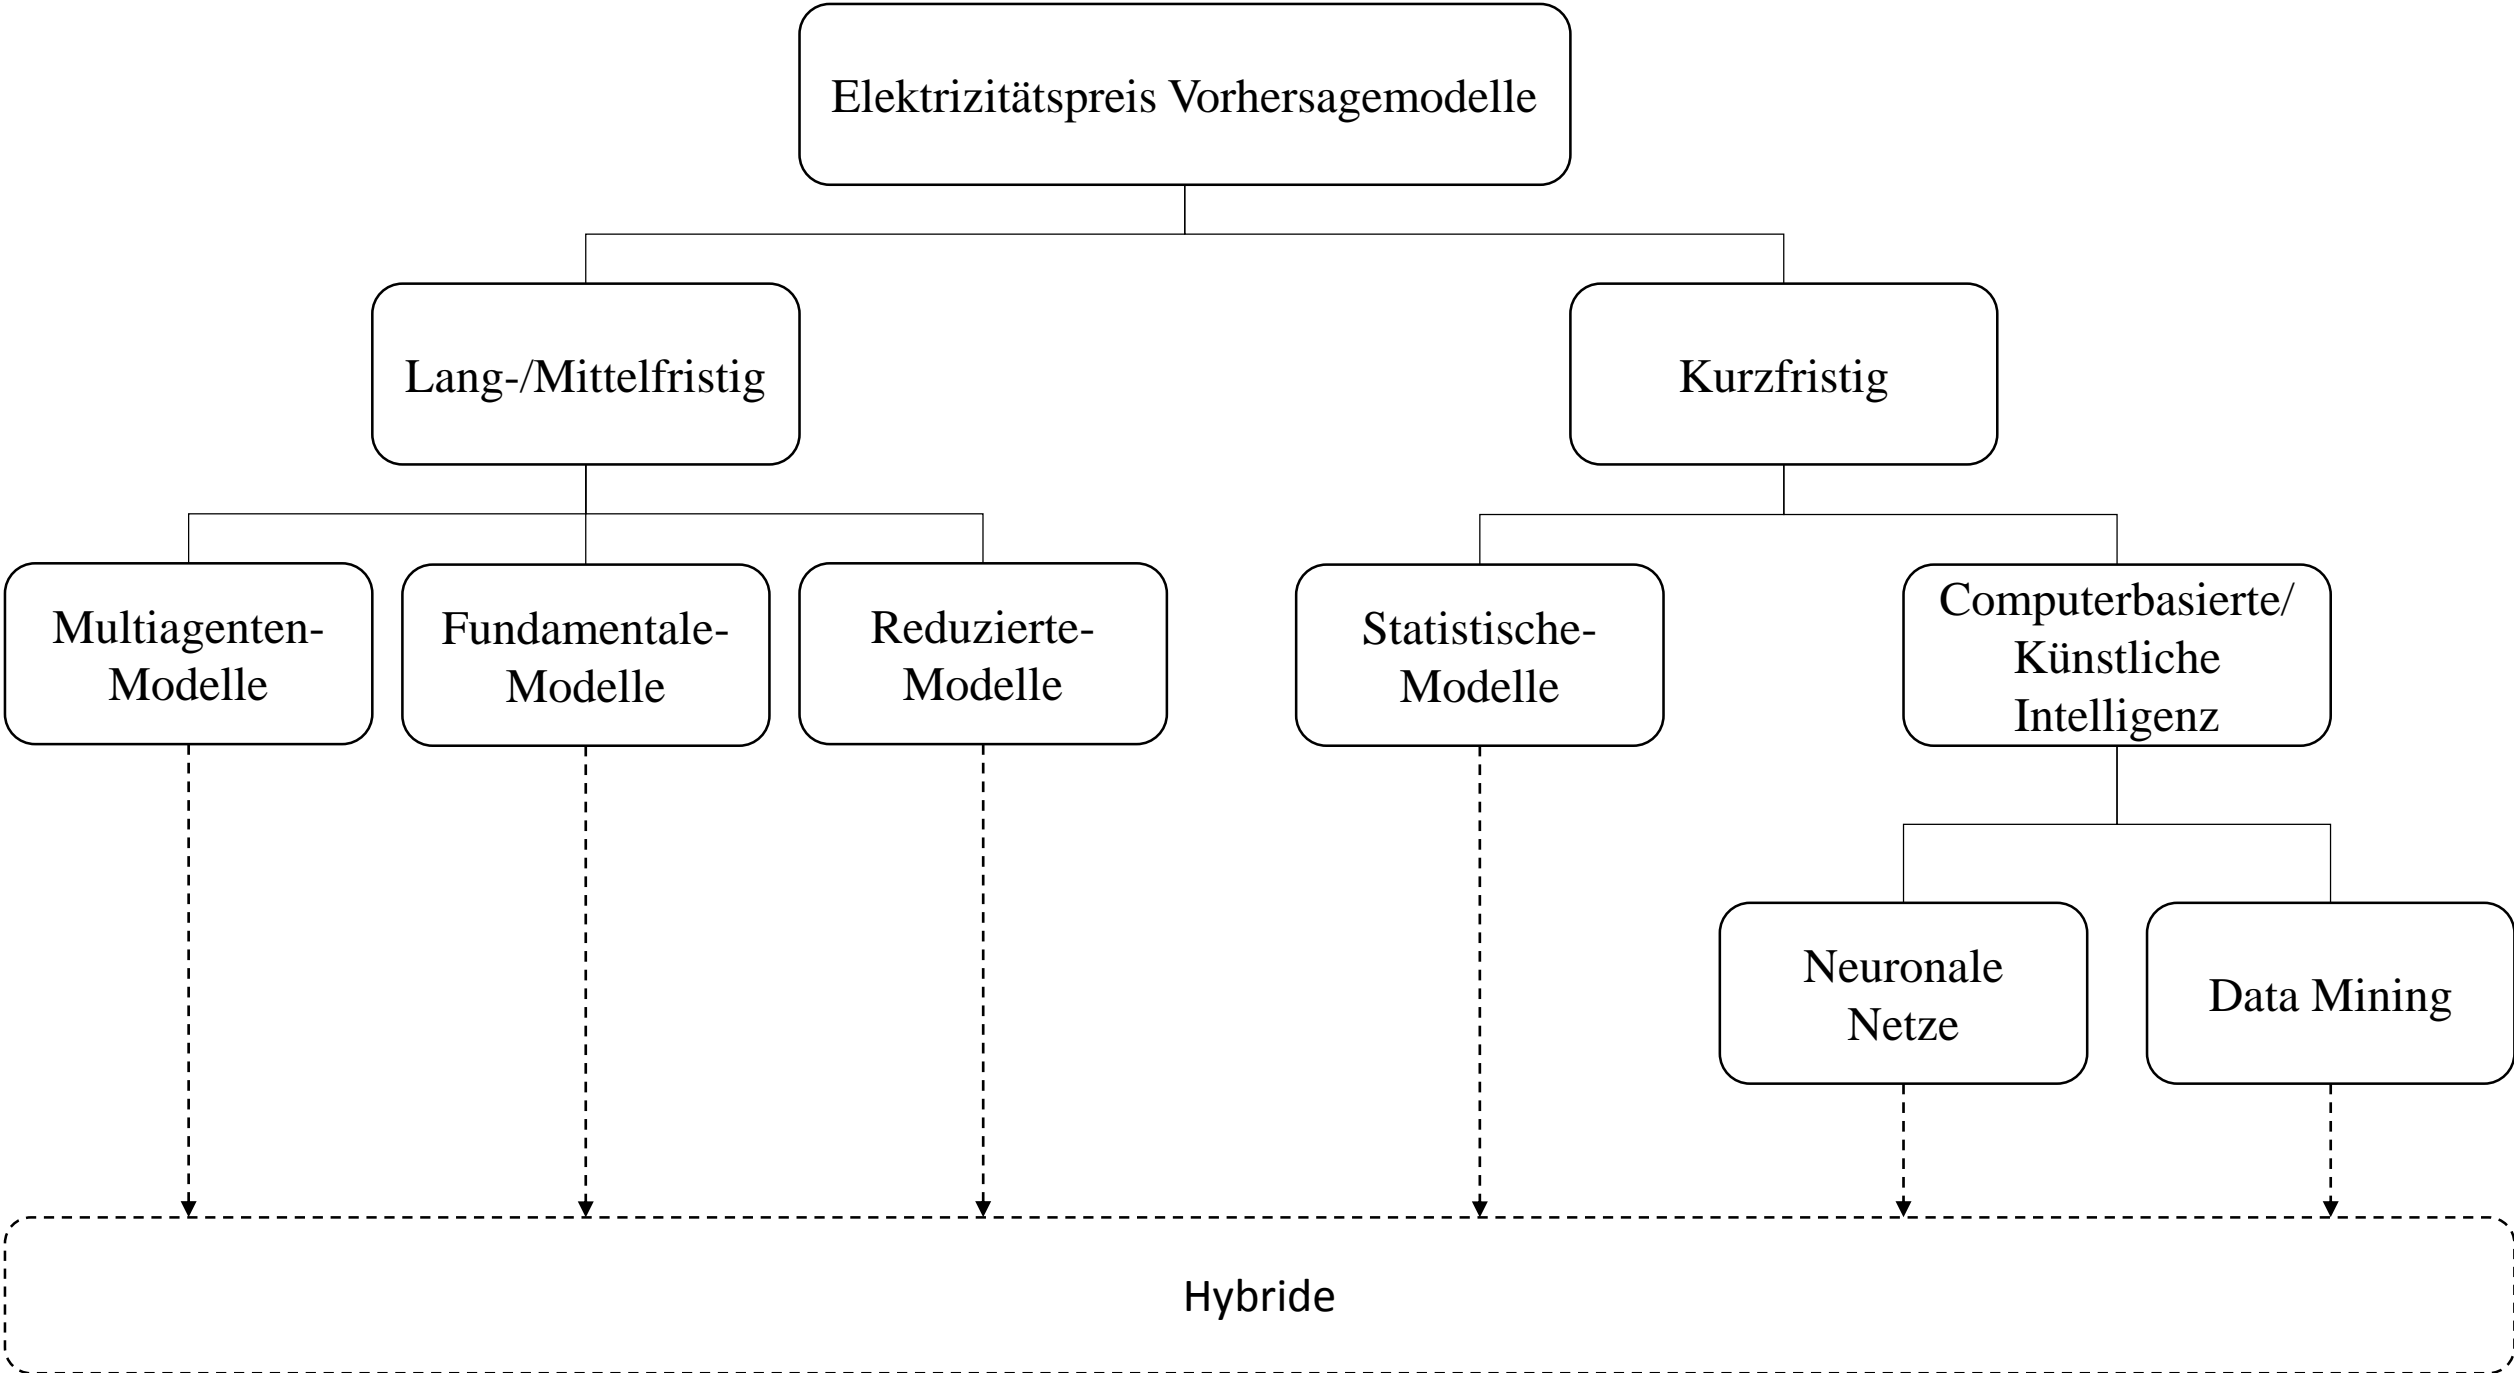 Elektrizitätspreis Vorhersagemodelle
Lang-/Mittelfristig
Kurzfristig
Multiagenten-
Modelle
Fundamentale-
Modelle
Reduzierte-
Modelle
Statistische-
Modelle
Computerbasierte/
Künstliche
Intelligenz
Neuronale
Netze
Data Mining
Hybride